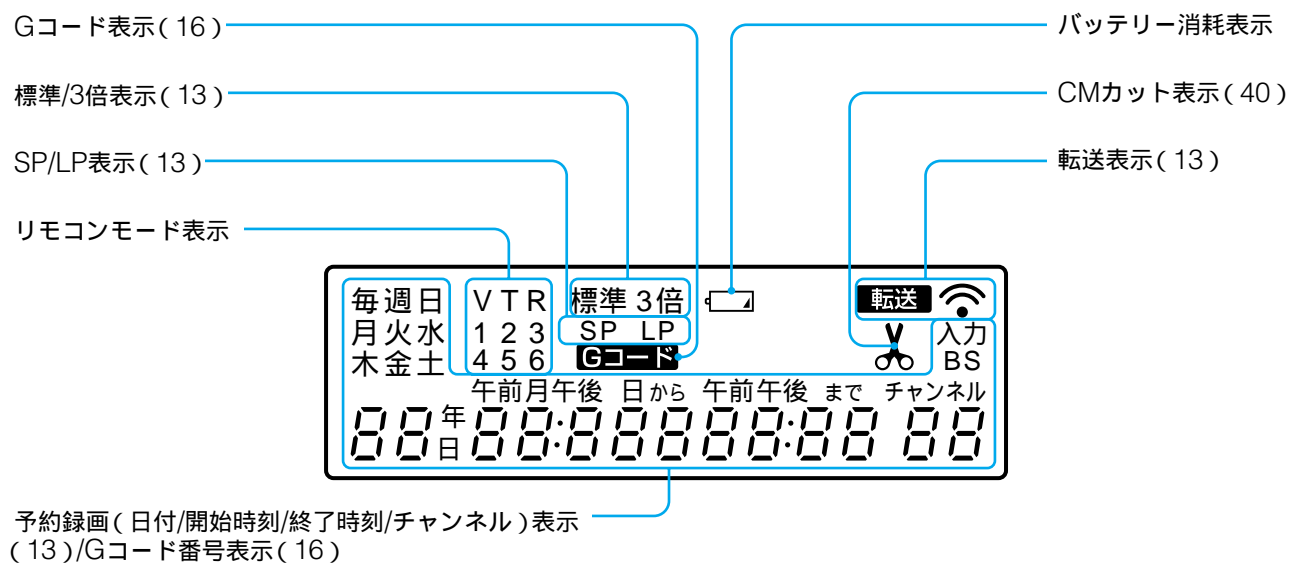 Gコード表示(16)
標準/3倍表示(13)
SP/LP表示(13)
リモコンモード表示
バッテリー消耗表示
CMカット表示(40)
転送表示(13)
毎週日 VTR 標準 3倍 転送
月火水 123 SP LP 入力
木金土 456 Gコード BS
午前月午後 日から 午前午後 まで チャンネル
88年日88:88888:88 88
予約録画(日付/開始時刻/終了時刻/チャンネル)表示
(13)/Gコード番号表示(16)